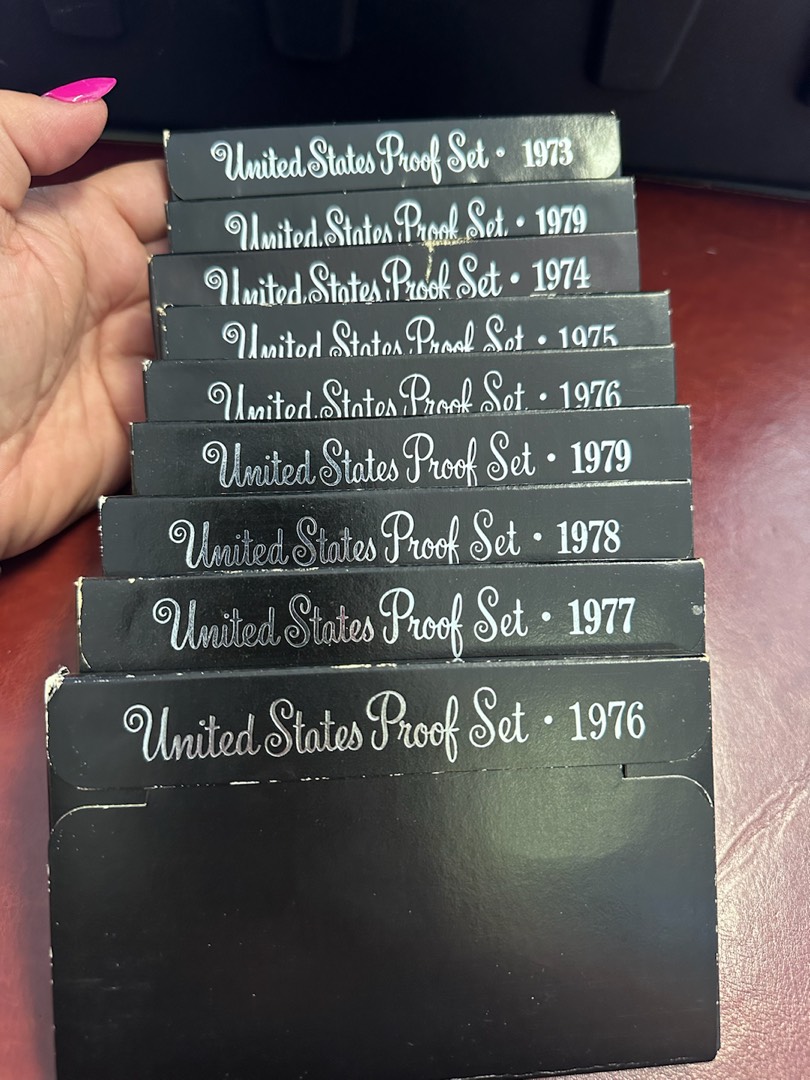 United States Proof Set · 1973
United States Proof Set · 1979
United States Proof Set · 1974
United States Proof Set · 1975
United States Proof Set · 1976
United States Proof Set · 1979
United States Proof Set · 1978
United States Proof Set · 1977
United States Proof Set · 1976